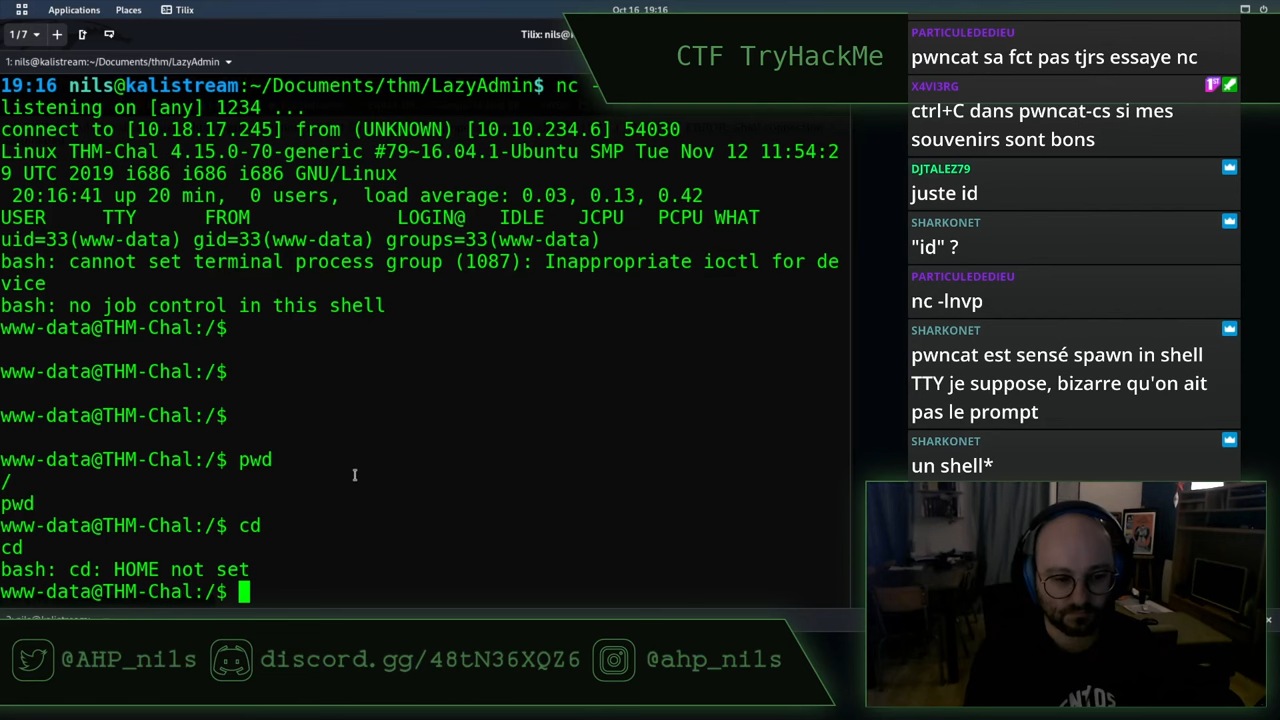 Applications Places Tilix
Oct 16, 19:16
1/7
Tilix: nils@k
1: nils@kalistream:~/Documents/thm/LazyAdmin
19:16 nils@kalistream:~/Documents/thm/LazyAdmin$ nc -
listening on [any] 1234 ...
connect to [10.18.17.245] from (UNKNOWN) [10.10.234.6] 54030
Linux THM-Chal 4.15.0-70-generic #79~16.04.1-Ubuntu SMP Tue Nov 12 11:54:2
9 UTC 2019 i686 i686 i686 GNU/Linux
20:16:41 up 20 min, 0 users, load average: 0.03, 0.13, 0.42
USER TTY FROM LOGIN@ IDLE JCPU PCPU WHAT
uid=33(www-data) gid=33(www-data) groups=33(www-data)
bash: cannot set terminal process group (1087): Inappropriate ioctl for de
vice
bash: no job control in this shell
www-data@THM-Chal:/$
www-data@THM-Chal:/$
www-data@THM-Chal:/$
www-data@THM-Chal:/$ pwd
/
pwd
www-data@THM-Chal:/$ cd
cd
bash: cd: HOME not set
www-data@THM-Chal:/$
CTF TryHackMe
PARTICULEDEDIEU
pwncat sa fct pas tjrs essaye nc
X4VI3RG
ctrl+C dans pwncat-cs si mes
souvenirs sont bons
DJTALEZ79
juste id
SHARKONET
"id" ?
PARTICULEDEDIEU
nc -lnvp
SHARKONET
pwncat est sensé spawn in shell
TTY je suppose, bizarre qu'on ait
pas le prompt
SHARKONET
un shell*
@AHP_nils
discord.gg/48tN36XQZ6
@ahp_nils